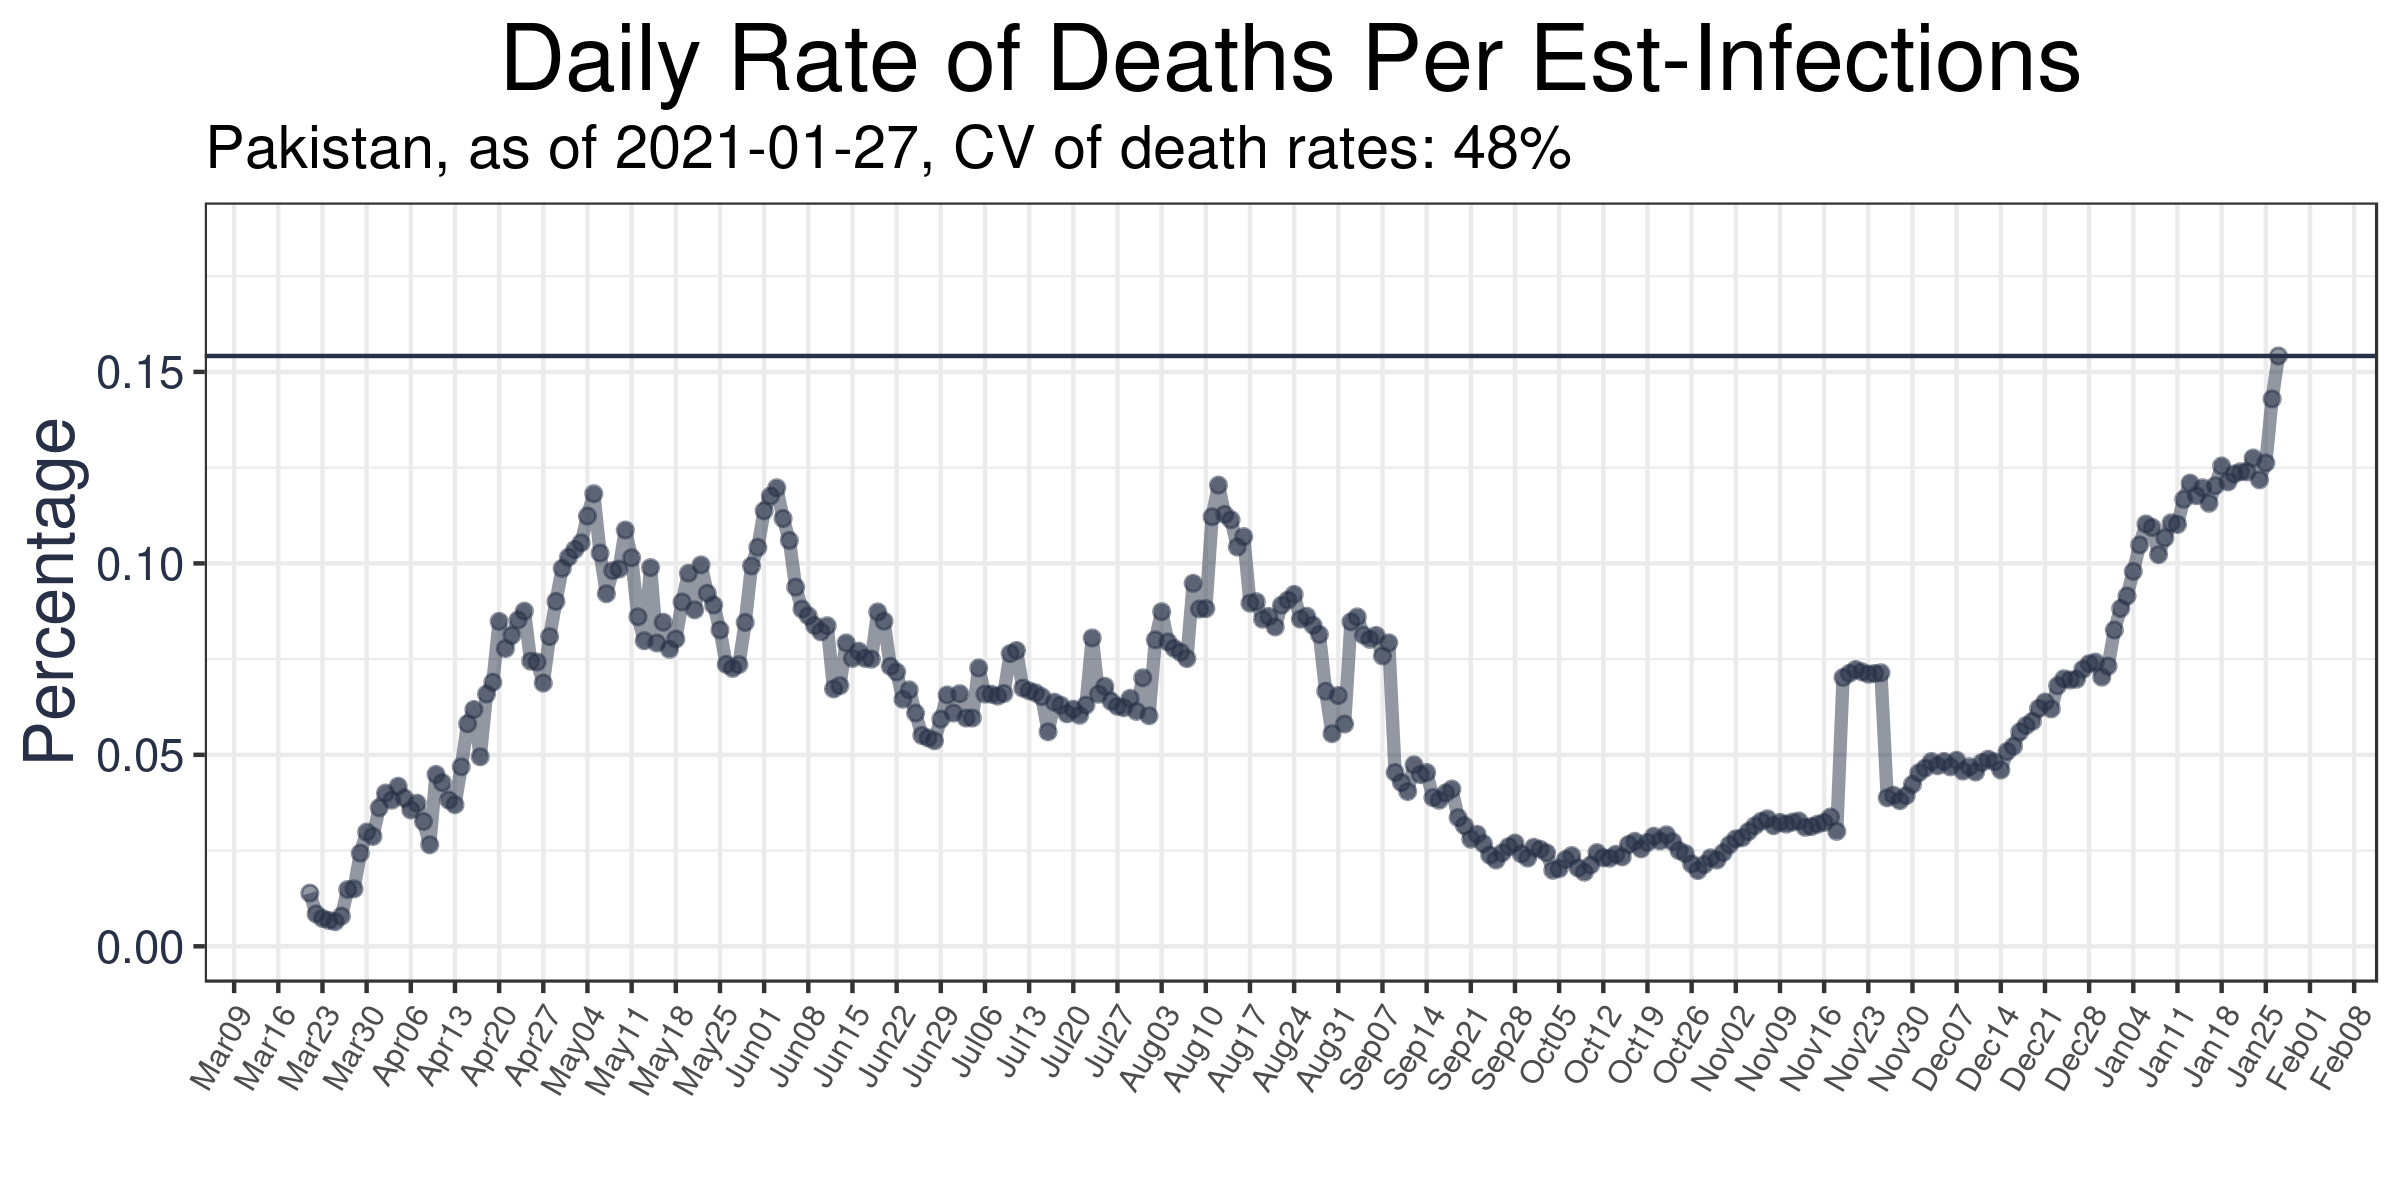 Daily Rate of Deaths Per Est-Infections
Pakistan, as of 2021-01-27, CV of death rates: 48%
Percentage
0.15
0.10
0.05
0.00
Mar09
Mar16
Mar23
Mar30
Apr06
Apr13
Apr20
Apr27
May04
May11
May18
May25
Jun01
Jun08
Jun15
Jun22
Jun29
Jul06
Jul13
Jul20
Jul27
Aug03
Aug10
Aug17
Aug24
Aug31
Sep07
Sep14
Sep21
Sep28
Oct05
Oct12
Oct19
Oct26
Nov02
Nov09
Nov16
Nov23
Nov30
Dec07
Dec14
Dec21
Dec28
Jan04
Jan11
Jan18
Jan25
Feb01
Feb08